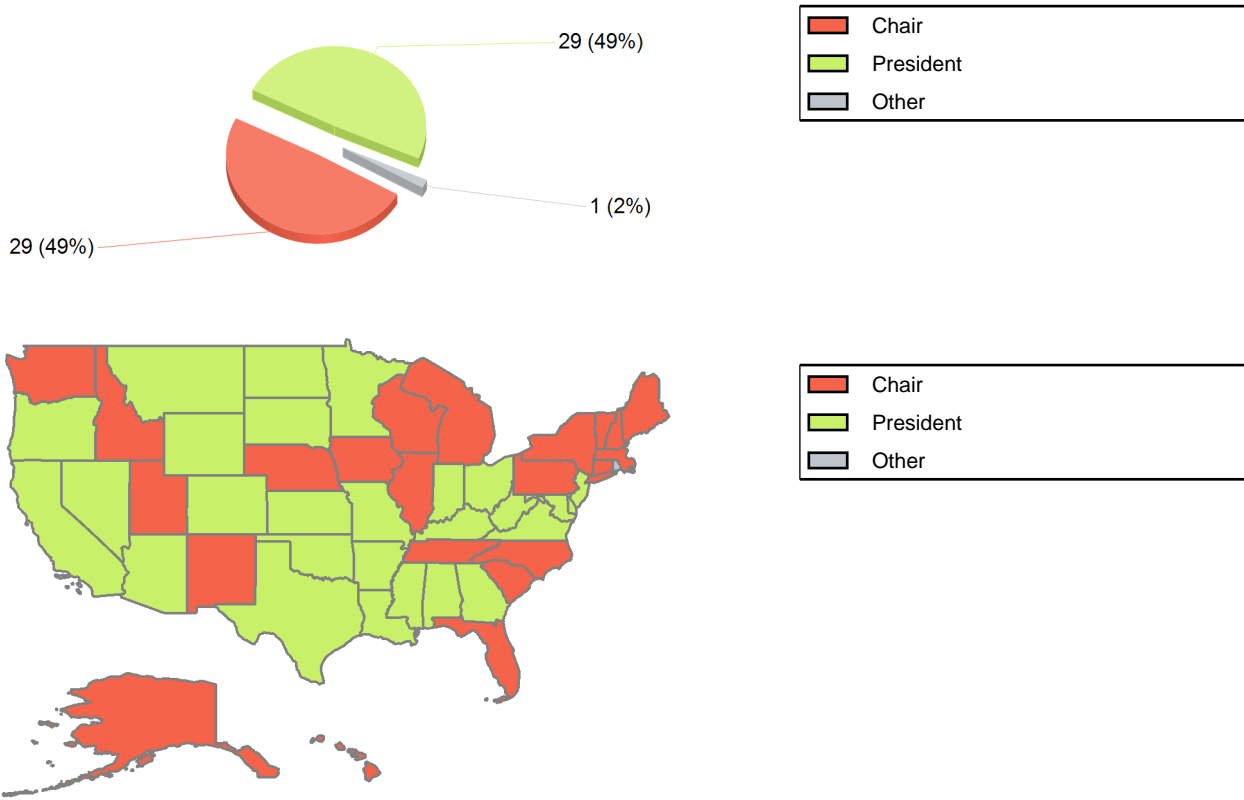 29 (49%)
1 (2%)
29 (49%)
Chair
President
Other
Chair
President
Other